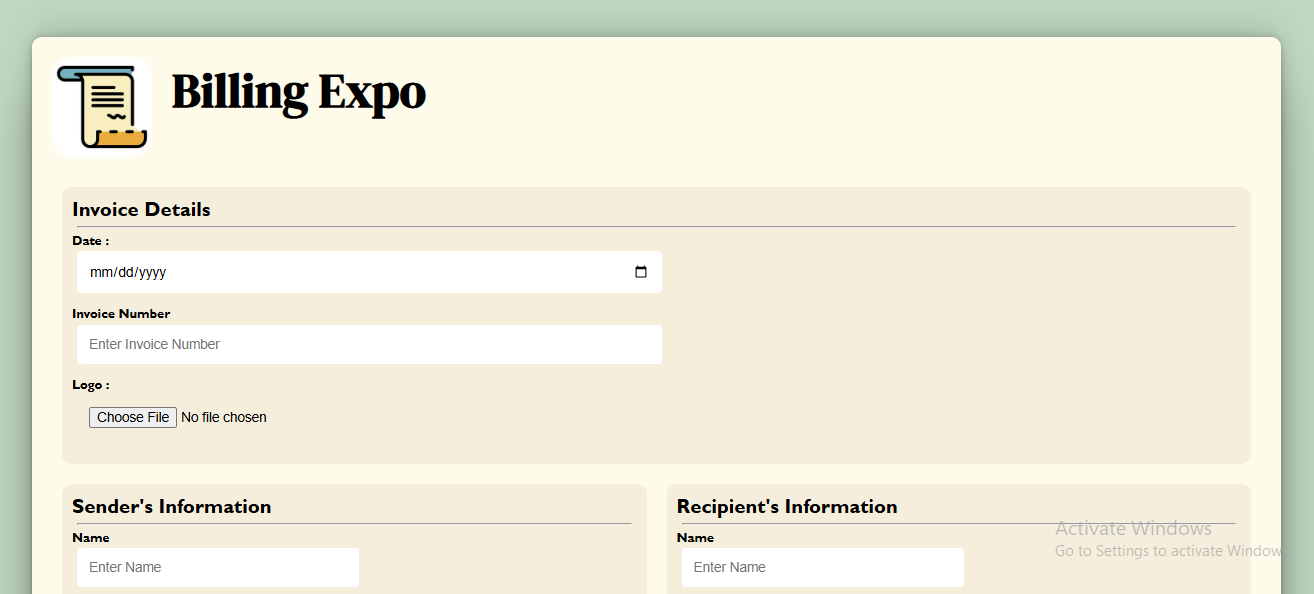 Billing Expo
Invoice Details
Date :
mm/dd/yyyy
Invoice Number
Enter Invoice Number
Logo :
Choose File No file chosen
Sender's Information
Name
Enter Name
Recipient's Information
Name
Enter Name
Activate Windows
Go to Settings to activate Window